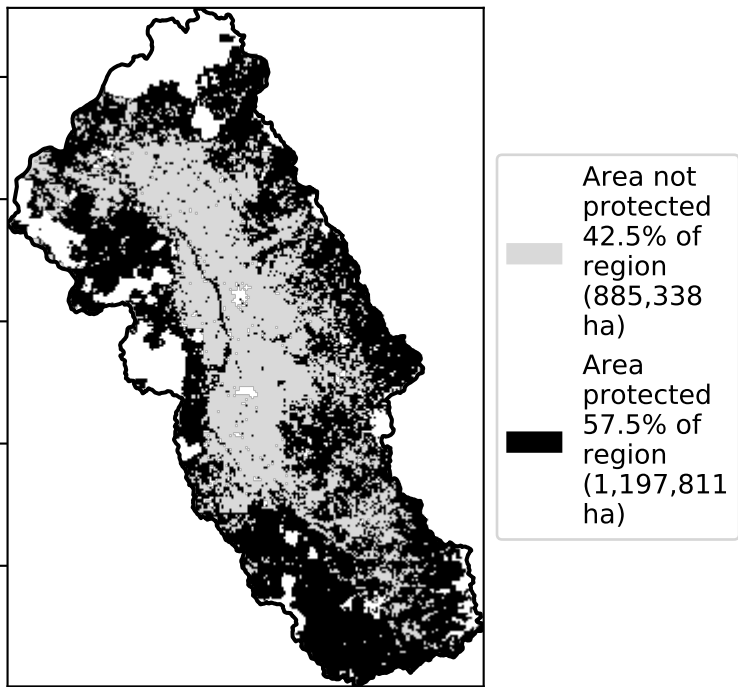 Area not
protected
42.5% of
region
(885,338
ha)
Area
protected
57.5% of
region
(1,197,811
ha)